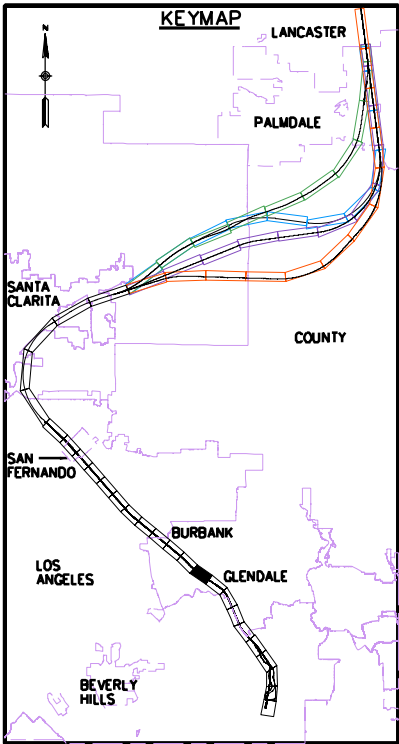 KEYMAP
N
LANCASTER
PALMDALE
SANTA
CLARITA
COUNTY
SAN
FERNANDO
BURBANK
LOS
ANGELES
GLENDALE
BEVERLY
HILLS